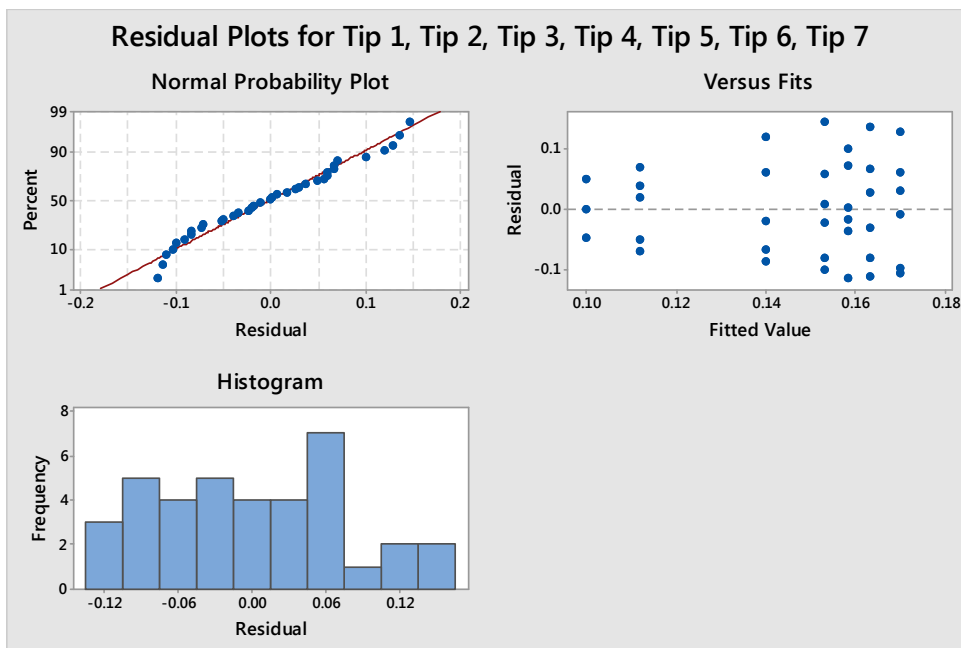 Residual Plots for Tip 1, Tip 2, Tip 3, Tip 4, Tip 5, Tip 6, Tip 7
Normal Probability Plot
Percent
99
90
50
10
1
-0.2 -0.1 0.0 0.1 0.2
Residual
Versus Fits
Residual
0.1
0.0
-0.1
0.10 0.12 0.14 0.16 0.18
Fitted Value
Histogram
Frequency
8
6
4
2
0
-0.12 -0.06 0.00 0.06 0.12
Residual